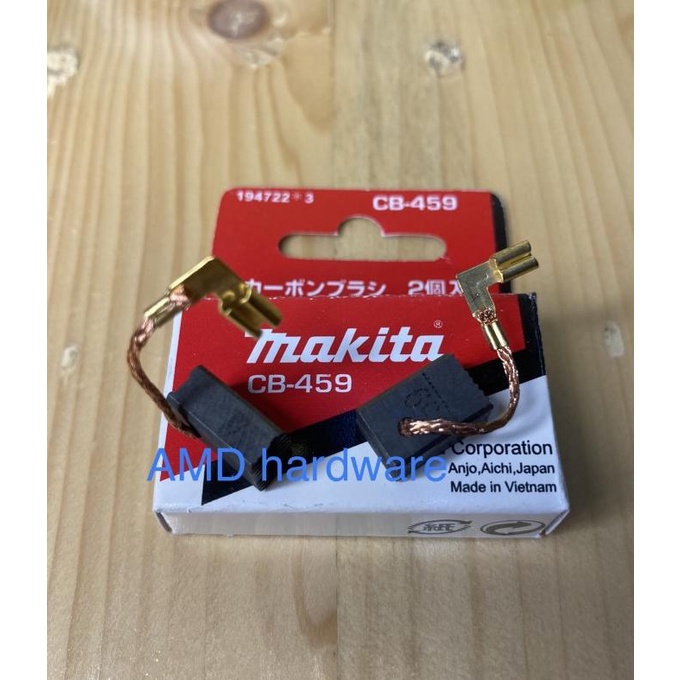 194722-3 CB-459
カーボンブラシ 2個入
makita®
CB-459
AMD hardware
Corporation
Anjo,Aichi,Japan
Made in Vietnam
紙